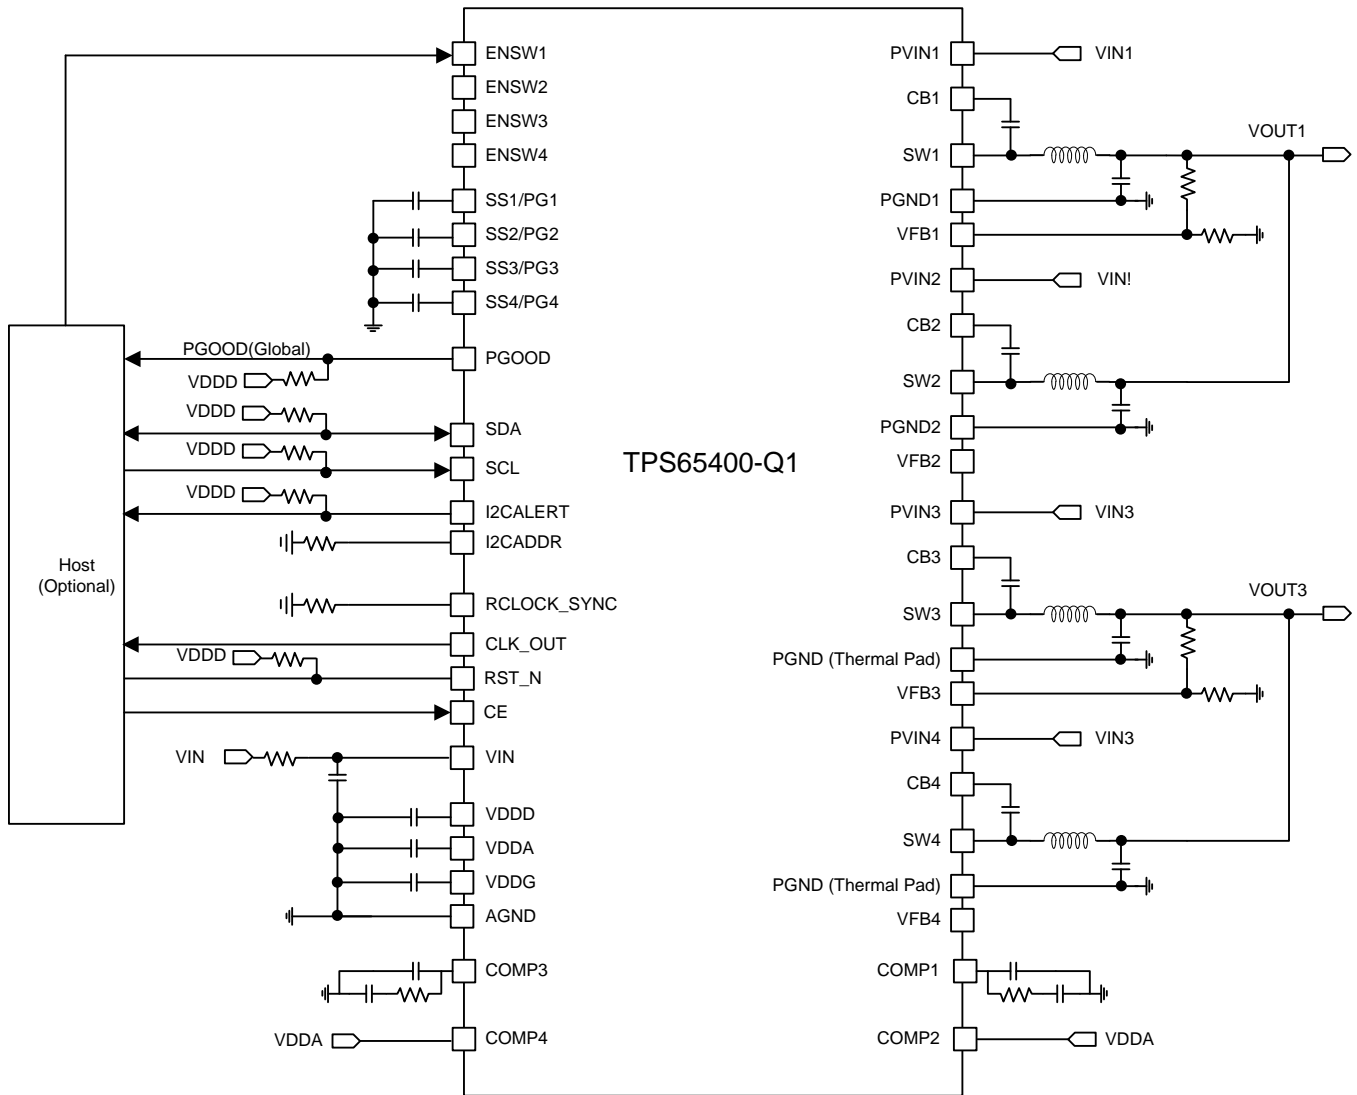 ENSW1
ENSW2
ENSW3
ENSW4
SS1/PG1
SS2/PG2
SS3/PG3
SS4/PG4
PGOOD(Global)
PGOOD
VDDD
VDDD
SDA
VDDD
SCL
VDDD
I2CALERT
I2CADDR
Host
(Optional)
RCLOCK_SYNC
CLK_OUT
VDDD
RST_N
CE
VIN
VIN
VDDD
VDDA
VDDG
AGND
COMP3
VDDA
COMP4
TPS65400-Q1
PVIN1
VIN1
CB1
VOUT1
SW1
PGND1
VFB1
PVIN2
VIN!
CB2
SW2
PGND2
VFB2
PVIN3
VIN3
CB3
VOUT3
SW3
PGND (Thermal Pad)
VFB3
PVIN4
VIN3
CB4
SW4
PGND (Thermal Pad)
VFB4
COMP1
COMP2
VDDA